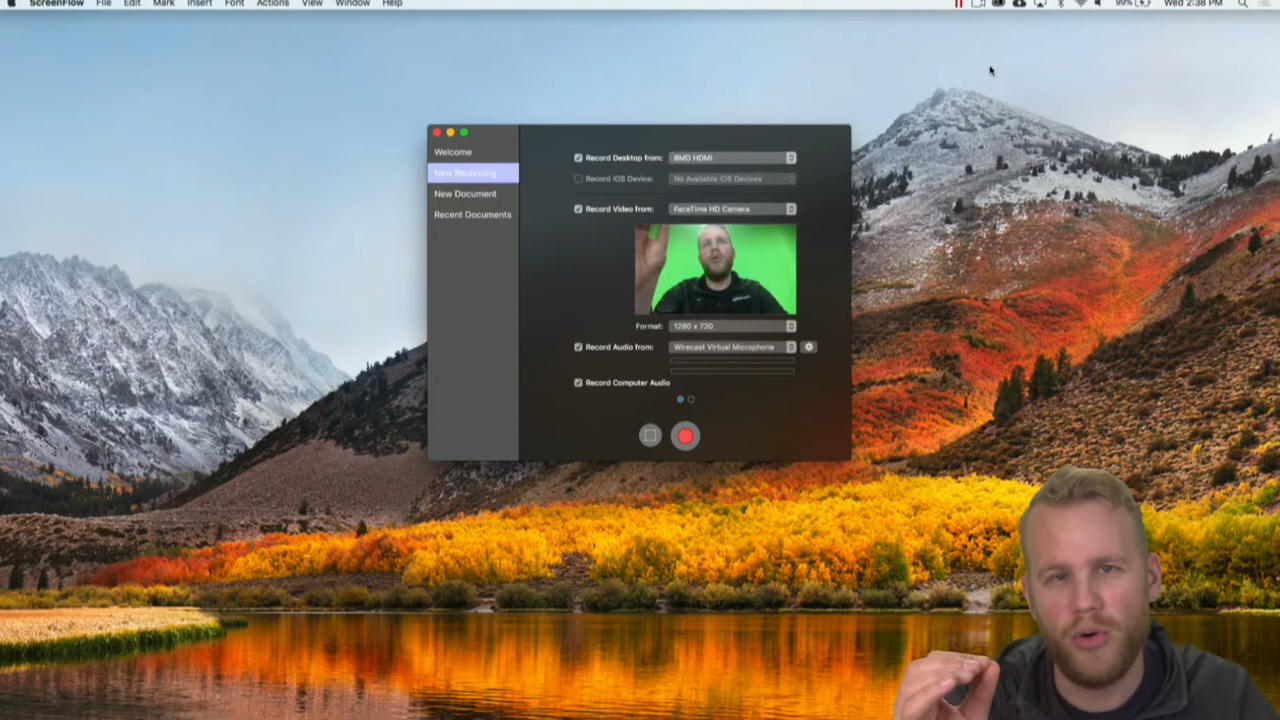 ScreenFlow File Edit Mark Insert Font Actions View Window Help 99% Wed 2:38 PM
Welcome
New Recording
New Document
Recent Documents
Record Desktop from: BMD HDMI
Record iOS Device: No Available iOS Devices
Record Video from: FaceTime HD Camera
Format: 1280 x 720
Record Audio from: Wirecast Virtual Microphone
Record Computer Audio